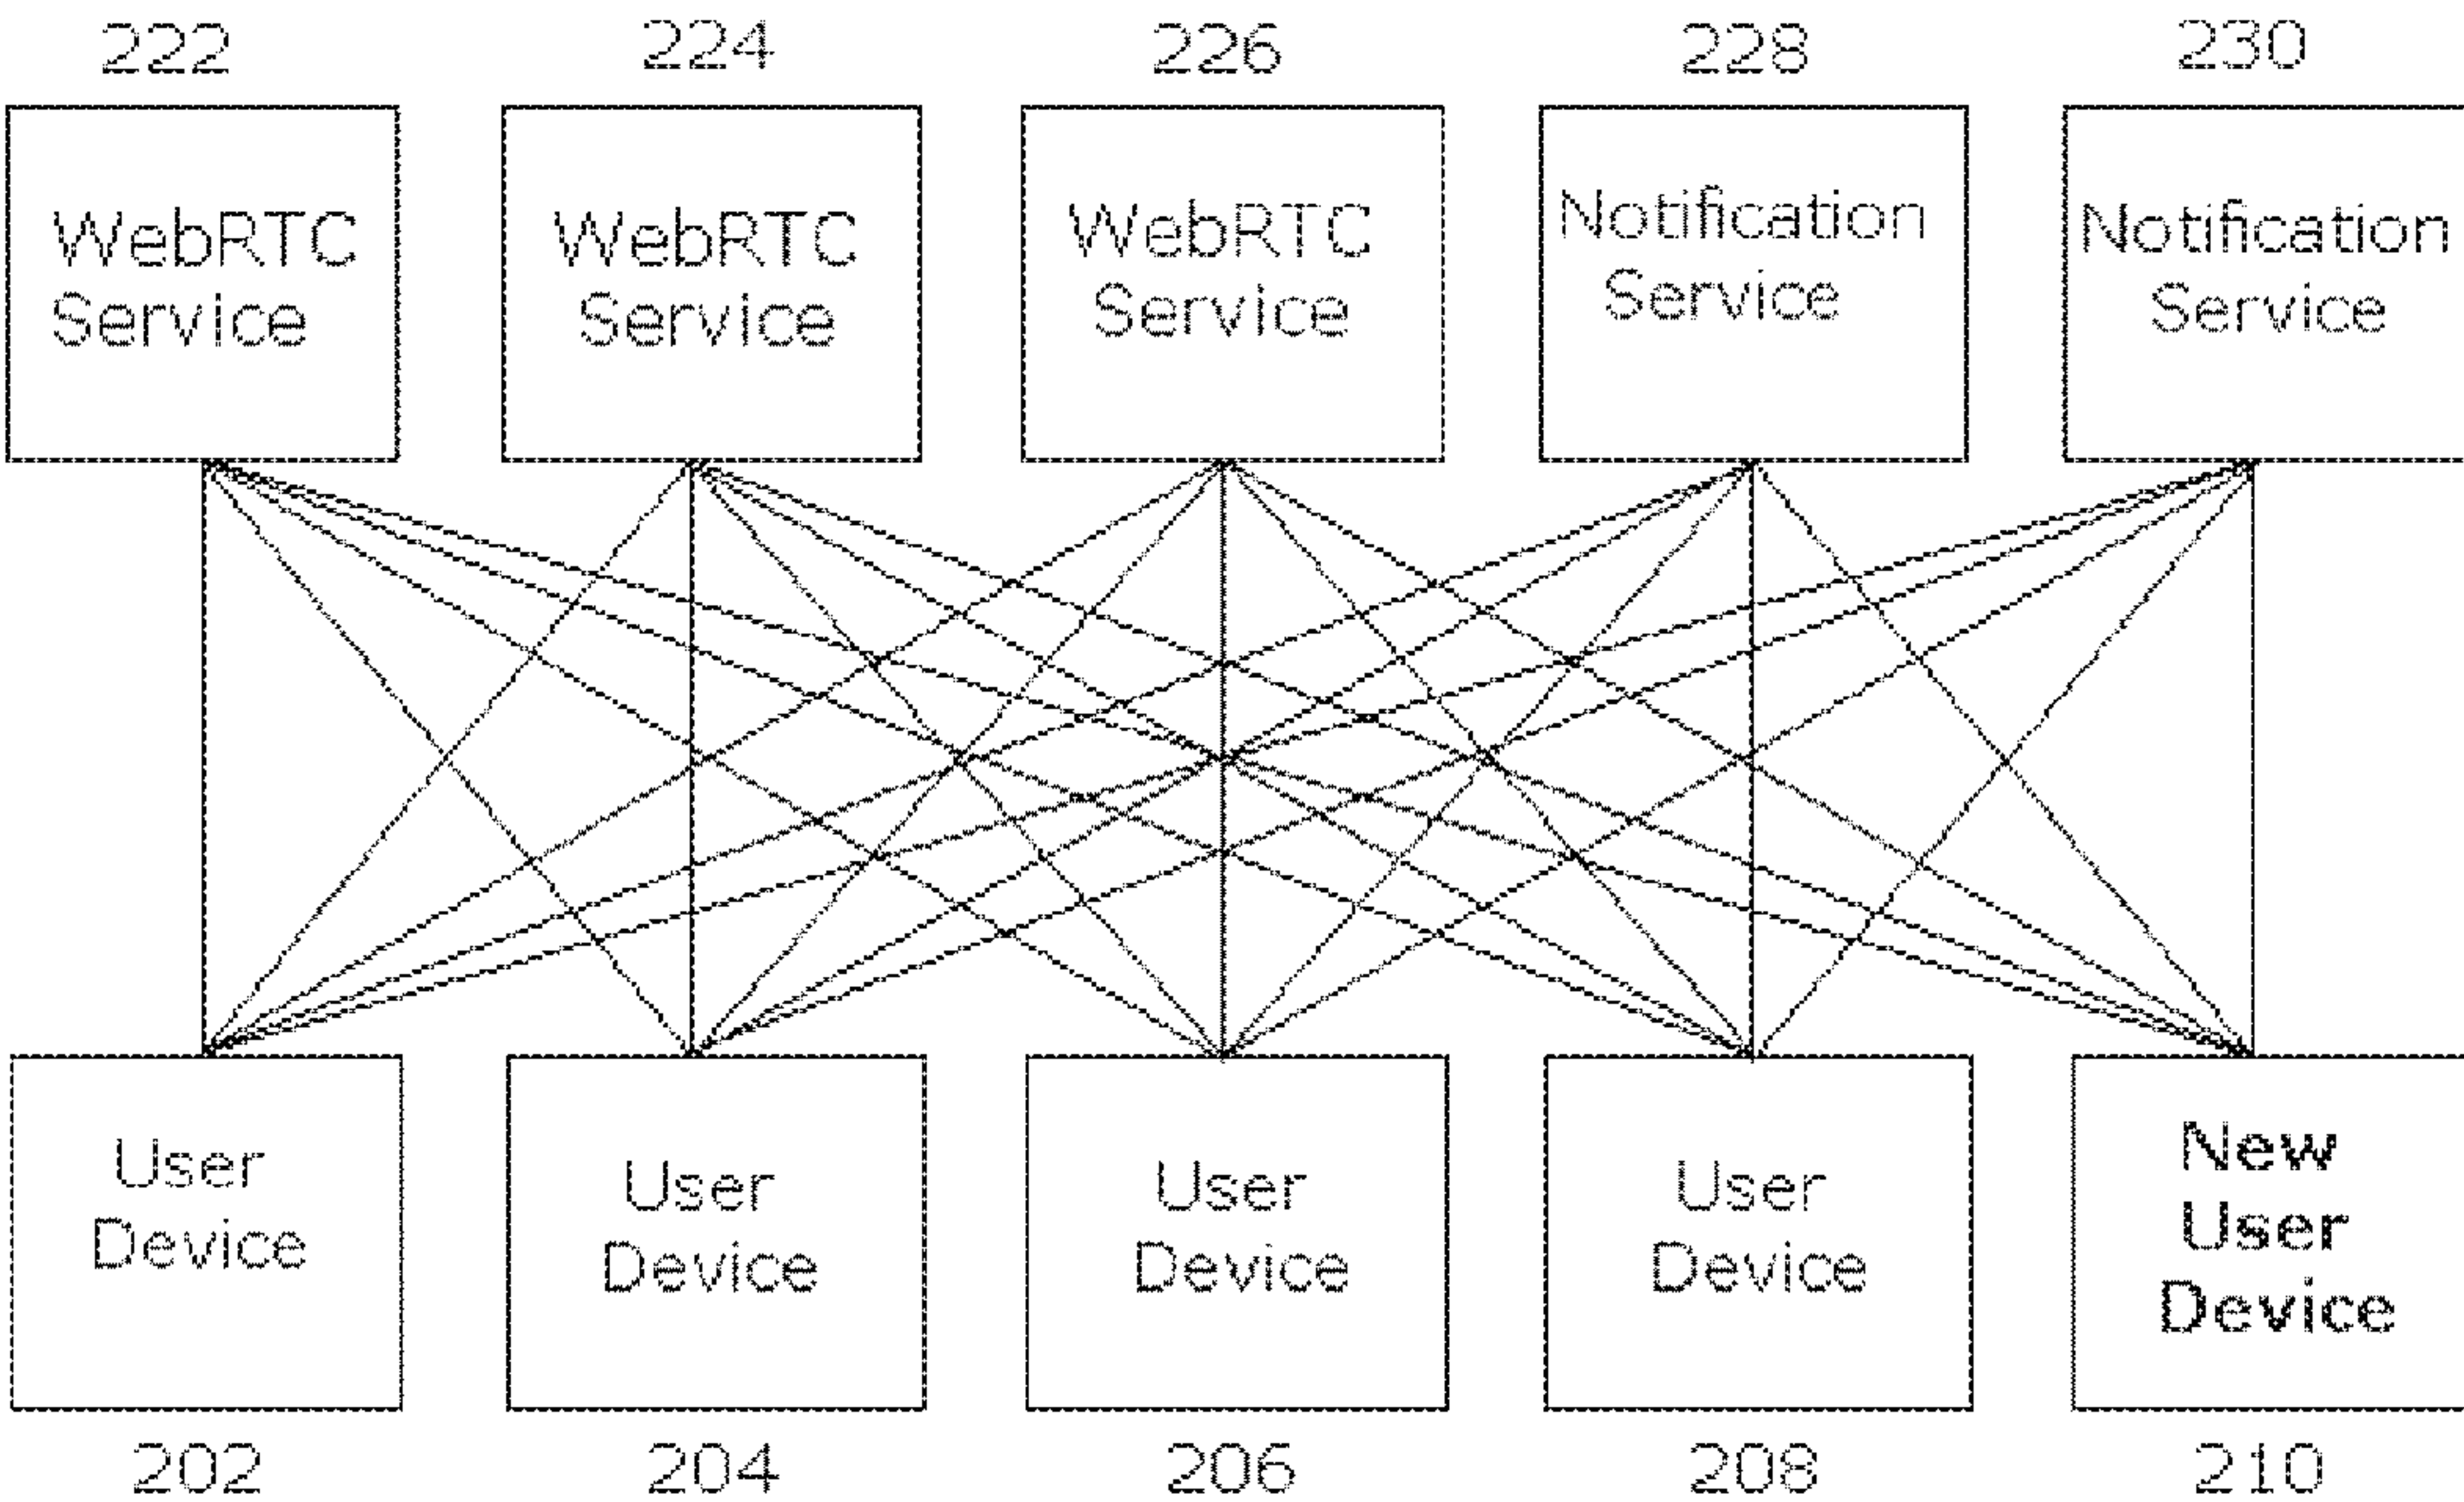 222
224
226
228
230
WebRTC
Service
WebRTC
Service
WebRTC
Service
Notification
Service
Notification
Service
User
Device
User
Device
User
Device
User
Device
New
User
Device
202
204
206
208
210